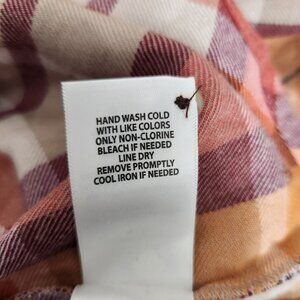 HAND WASH COLD
WITH LIKE COLORS
ONLY NON-CLORINE
BLEACH IF NEEDED
LINE DRY
REMOVE PROMPTLY
COOL IRON IF NEEDED